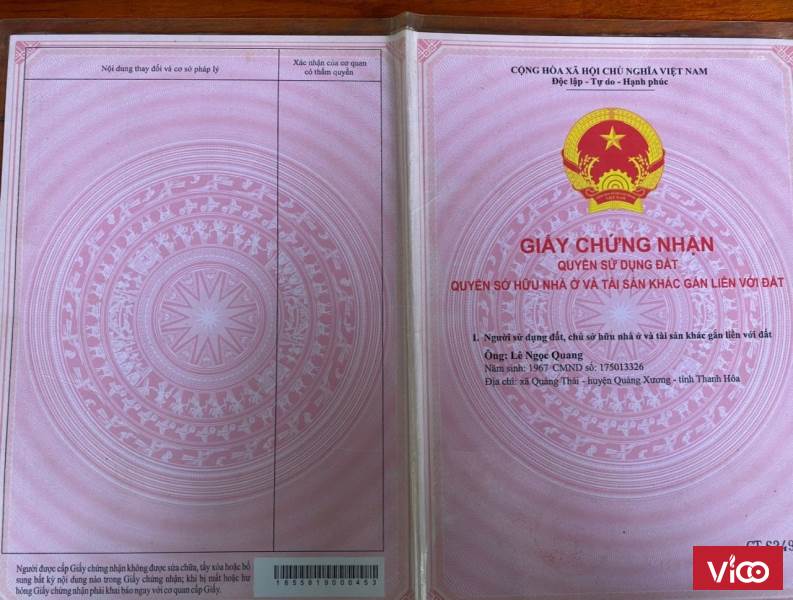 Nội dung thay đổi và cơ sở pháp lý
Xác nhận của cơ quan
có thẩm quyền
Người được cấp Giấy chứng nhận không được sửa chữa, tẩy xóa hoặc bổ
sung bất kỳ nội dung nào trong Giấy chứng nhận; khi bị mất hoặc hư
hỏng Giấy chứng nhận phải khai báo ngay với cơ quan cấp Giấy.
1655819000453
CỘNG HÒA XÃ HỘI CHỦ NGHĨA VIỆT NAM
Độc lập - Tự do - Hạnh phúc
GIẤY CHỨNG NHẬN
QUYỀN SỬ DỤNG ĐẤT
QUYỀN SỞ HỮU NHÀ Ở VÀ TÀI SẢN KHÁC GẮN LIỀN VỚI ĐẤT
I. Người sử dụng đất, chủ sở hữu nhà ở và tài sản khác gắn liền với đất
Ông: Lê Ngọc Quang
Năm sinh: 1967 CMND số: 175013326
Địa chỉ: xã Quảng Thái - huyện Quảng Xương - tỉnh Thanh Hóa
Vico